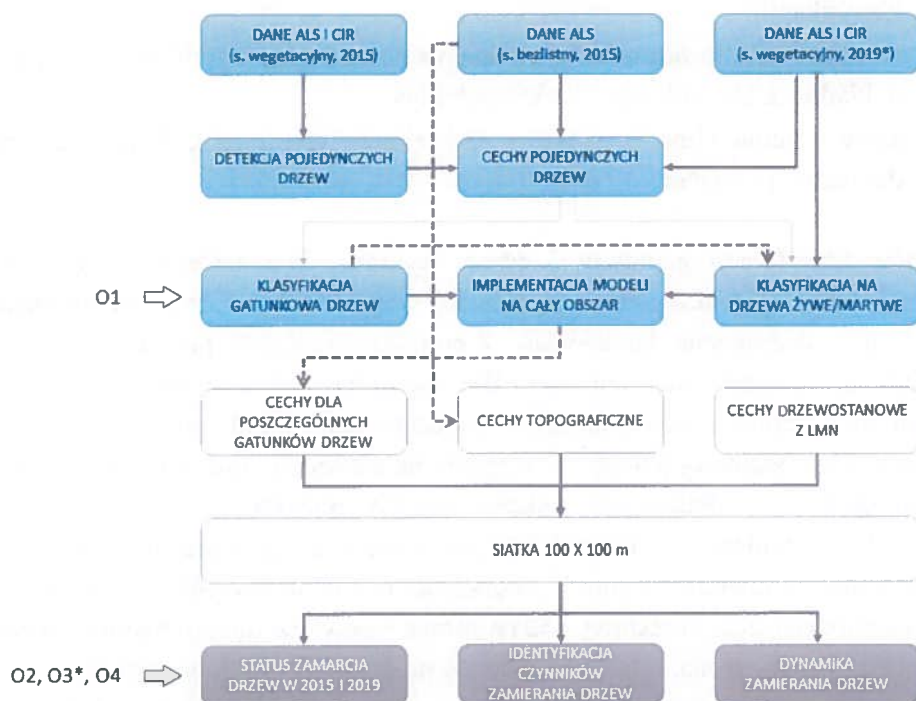 DANE ALS I CIR
(s. wegetacyjny, 2015)
DANE ALS
(s. bezlistny, 2015)
DANE ALS I CIR
(s. wegetacyjny, 2019*)
DETEKCJA POJEDYNCZYCH
DRZEW
CECHY POJEDYNCZYCH
DRZEW
O1
KLASYFIKACJA
GATUNKOWA DRZEW
IMPLEMENTACJA MODELI
NA CAŁY OBSZAR
KLASYFIKACJA NA
DRZEWA ŻYWE/MARTWE
CECHY DLA
POSZCZEGÓLNYCH
GATUNKÓW DRZEW
CECHY TOPOGRAFICZNE
CECHY DRZEWOSTANOWE
Z LMN
SIATKA 100 X 100 m
O2, O3*, O4
STATUS ZAMARCIA
DRZEW W 2015 I 2019
IDENTYFIKACJA
CZYNNIKÓW
ZAMIERANIA DRZEW
DYNAMIKA
ZAMIERANIA DRZEW